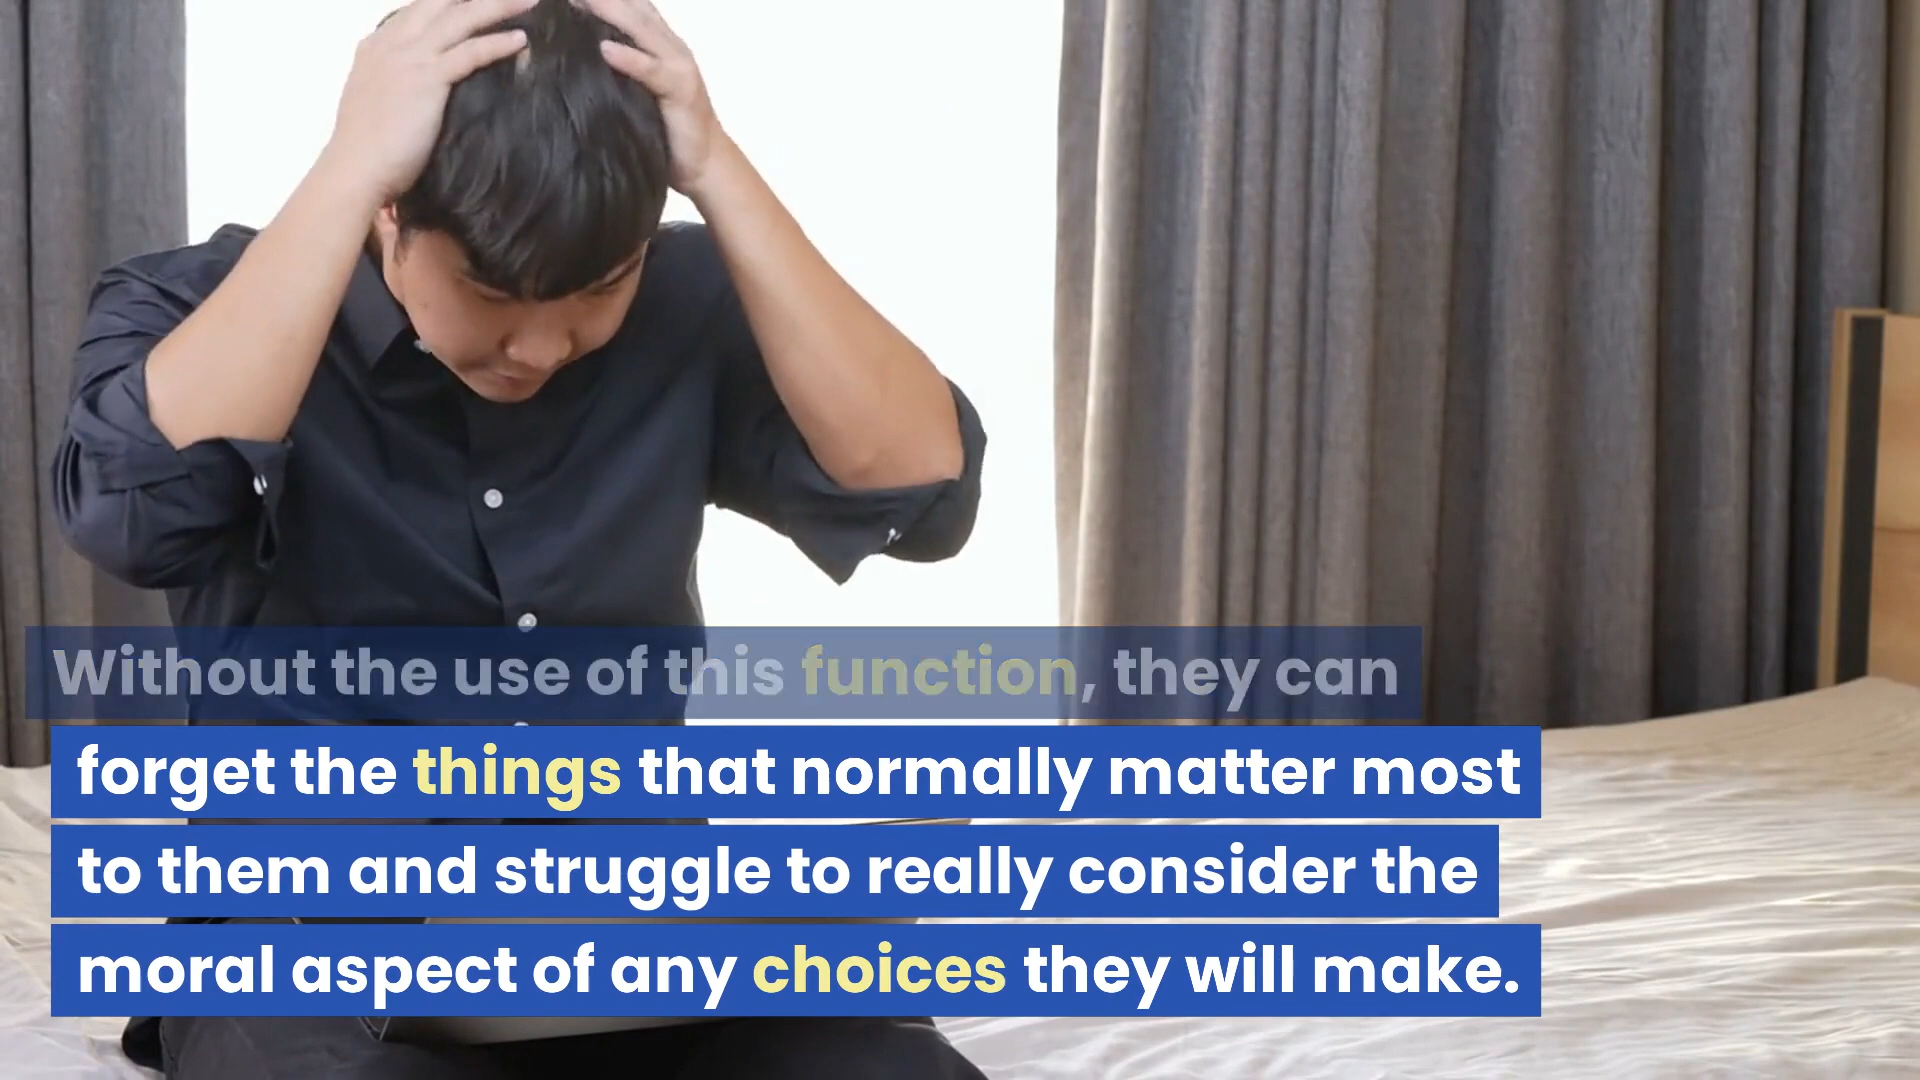 Without the use of this function, they can
forget the things that normally matter most
to them and struggle to really consider the
moral aspect of any choices they will make.